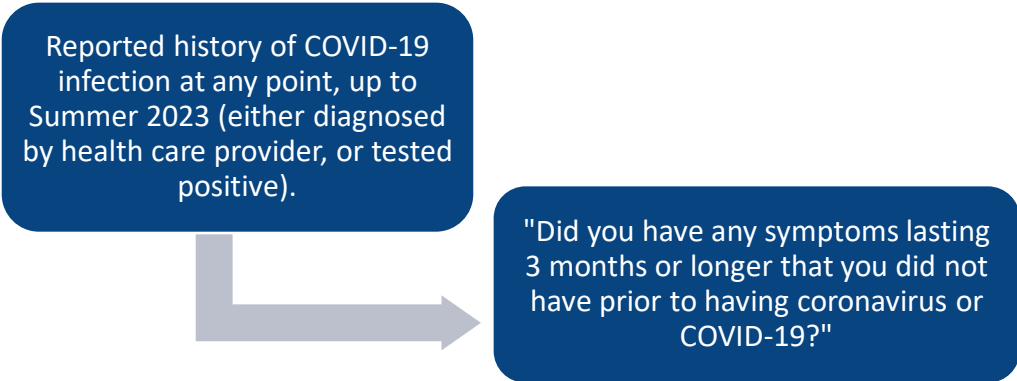 Reported history of COVID-19
infection at any point, up to
Summer 2023 (either diagnosed
by health care provider, or tested
positive).
"Did you have any symptoms lasting
3 months or longer that you did not
have prior to having coronavirus or
COVID-19?"